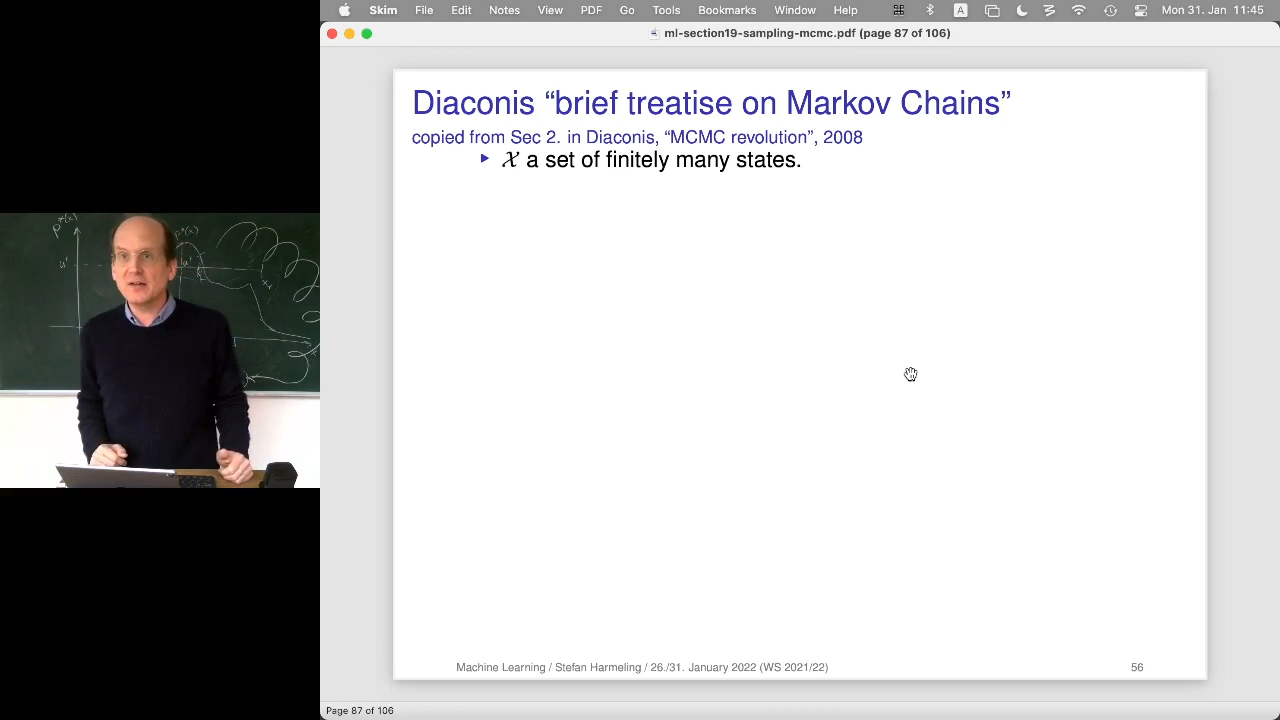 Skim File Edit Notes View PDF Go Tools Bookmarks Window Help A Mon 31. Jan 11:45
ml-section19-sampling-mcmc.pdf (page 87 of 106)
Diaconis “brief treatise on Markov Chains”
copied from Sec 2. in Diaconis, “MCMC revolution”, 2008
▸ 𝒳 a set of finitely many states.
p*(x)
p*(x)
u'
u'
Machine Learning / Stefan Harmeling / 26./31. January 2022 (WS 2021/22) 56
Page 87 of 106